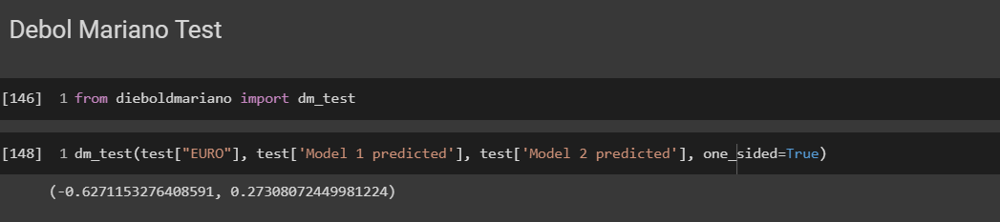 Debol Mariano Test
[146] 1 from dieboldmariano import dm_test
[148] 1 dm_test(test["EURO"], test['Model 1 predicted'], test['Model 2 predicted'], one_sided=True)
(-0.6271153276408591, 0.27308072449981224)